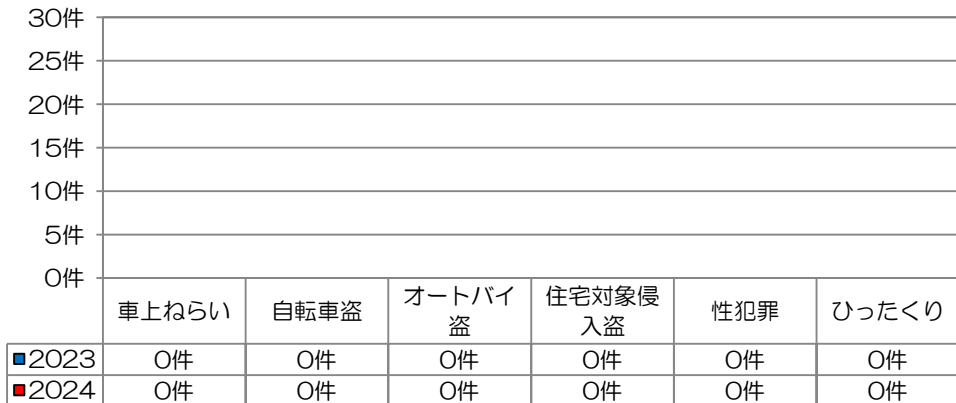 30件
25件
20件
15件
10件
5件
0件
車上ねらい 自転車盗 オートバイ盗 住宅対象侵入盗 性犯罪 ひったくり
2023 0件 0件 0件 0件 0件 0件
2024 0件 0件 0件 0件 0件 0件